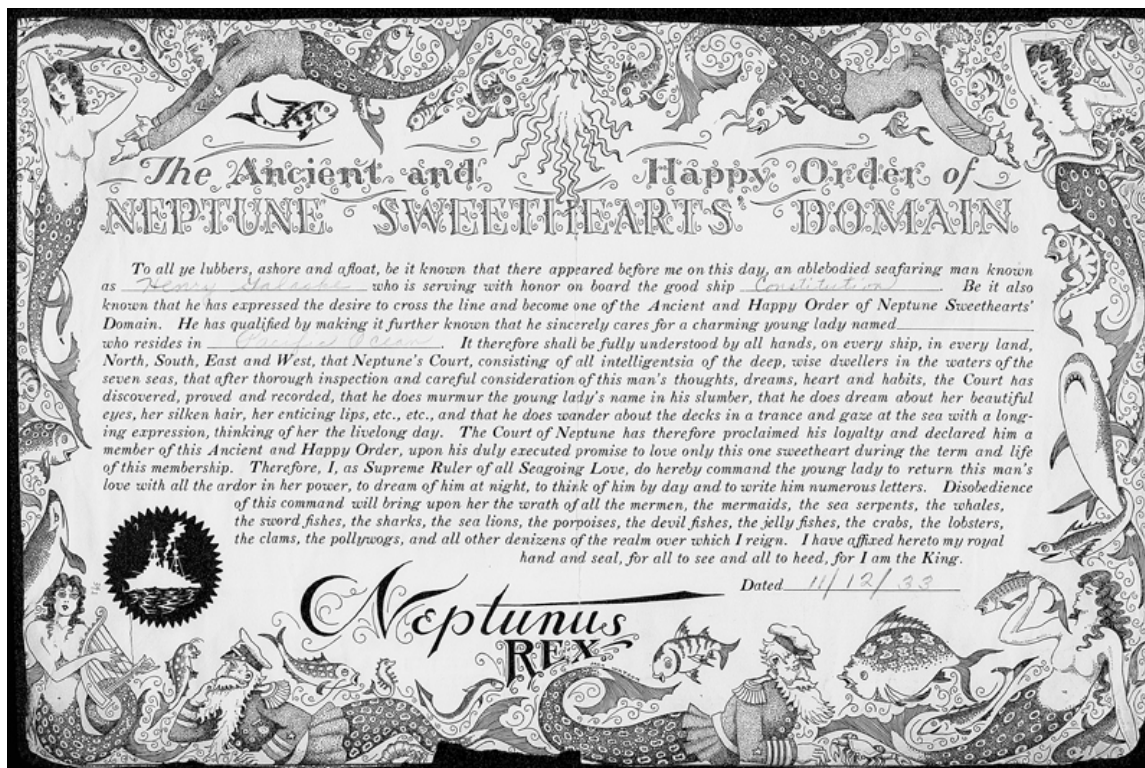 The Ancient and Happy Order of
NEPTUNE SWEETHEARTS' DOMAIN
To all ye lubbers, ashore and afloat, be it known that there appeared before me on this day, an ablebodied seafaring man known
as Henry who is serving with honor on board the good ship Constitution. Be it also
known that he has expressed the desire to cross the line and become one of the Ancient and Happy Order of Neptune Sweethearts'
Domain. He has qualified by making it further known that he sincerely cares for a charming young lady named
who resides in Pacific Ocean. It therefore shall be fully understood by all hands, on every ship, in every land,
North, South, East and West, that Neptune's Court, consisting of all intelligentsia of the deep, wise dwellers in the waters of the
seven seas, that after thorough inspection and careful consideration of this man's thoughts, dreams, heart and habits, the Court has
discovered, proved and recorded, that he does murmur the young lady's name in his slumber, that he does dream about her beautiful
eyes, her silken hair, her enticing lips, etc., etc., and that he does wander about the decks in a trance and gaze at the sea with a long-
ing expression, thinking of her the livelong day. The Court of Neptune has therefore proclaimed his loyalty and declared him a
member of this Ancient and Happy Order, upon his duly executed promise to love only this one sweetheart during the term and life
of this membership. Therefore, I, as Supreme Ruler of all Seagoing Love, do hereby command the young lady to return this man's
love with all the ardor in her power, to dream of him at night, to think of him by day and to write him numerous letters. Disobedience
of this command will bring upon her the wrath of all the mermen, the mermaids, the sea serpents, the whales,
the sword fishes, the sharks, the sea lions, the porpoises, the devil fishes, the jelly fishes, the crabs, the lobsters,
the clams, the pollywogs, and all other denizens of the realm over which I reign. I have affixed hereto my royal
hand and seal, for all to see and all to heed, for I am the King.
Dated 11/12/33
Neptunus
REX